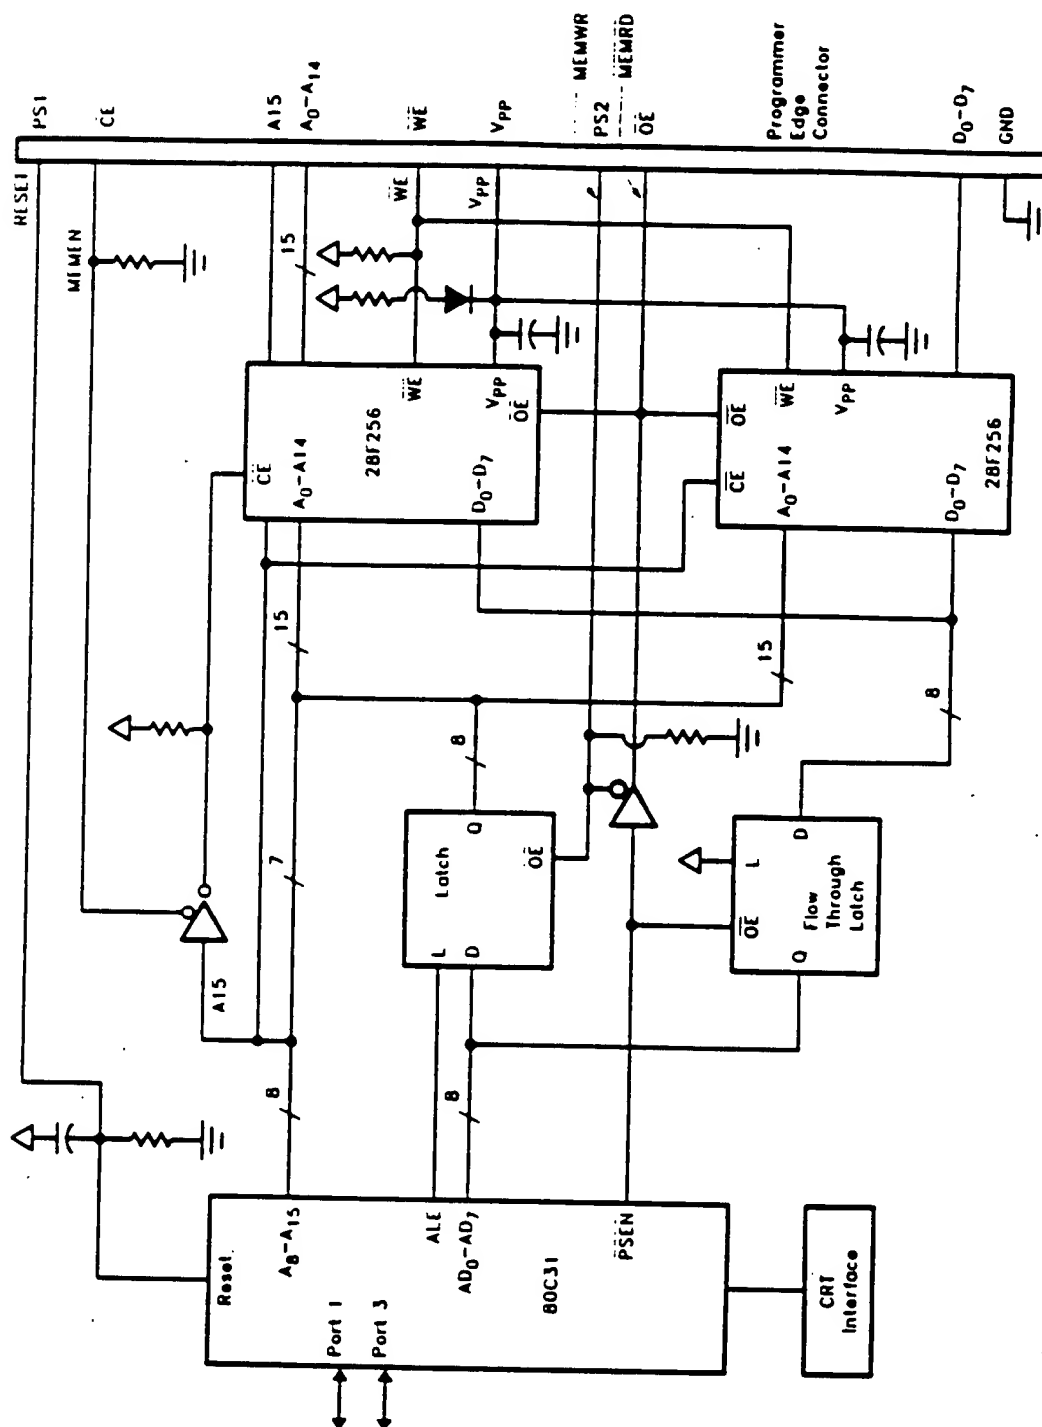 PS1
CE
A15
A0-A14
WE
VPP
MEMWR
PS2
MEMRD
OE
Programmer
Edge
Connector
D0-D7
GND
RESET
MEMEN
15
WE
VPP
WE
VPP
OE
28F256
CE
A0-A14
D0-D7
OE
WE
VPP
CE
A0-A14
D0-D7
28F256
15
15
8
8
7
A15
Latch
Q
OE
L
D
D
L
Flow
Through
Latch
OE
Q
8
8
Reset
A8-A15
ALE
AD0-AD7
PSEN
80C31
Port 1
Port 3
CRT
Interface